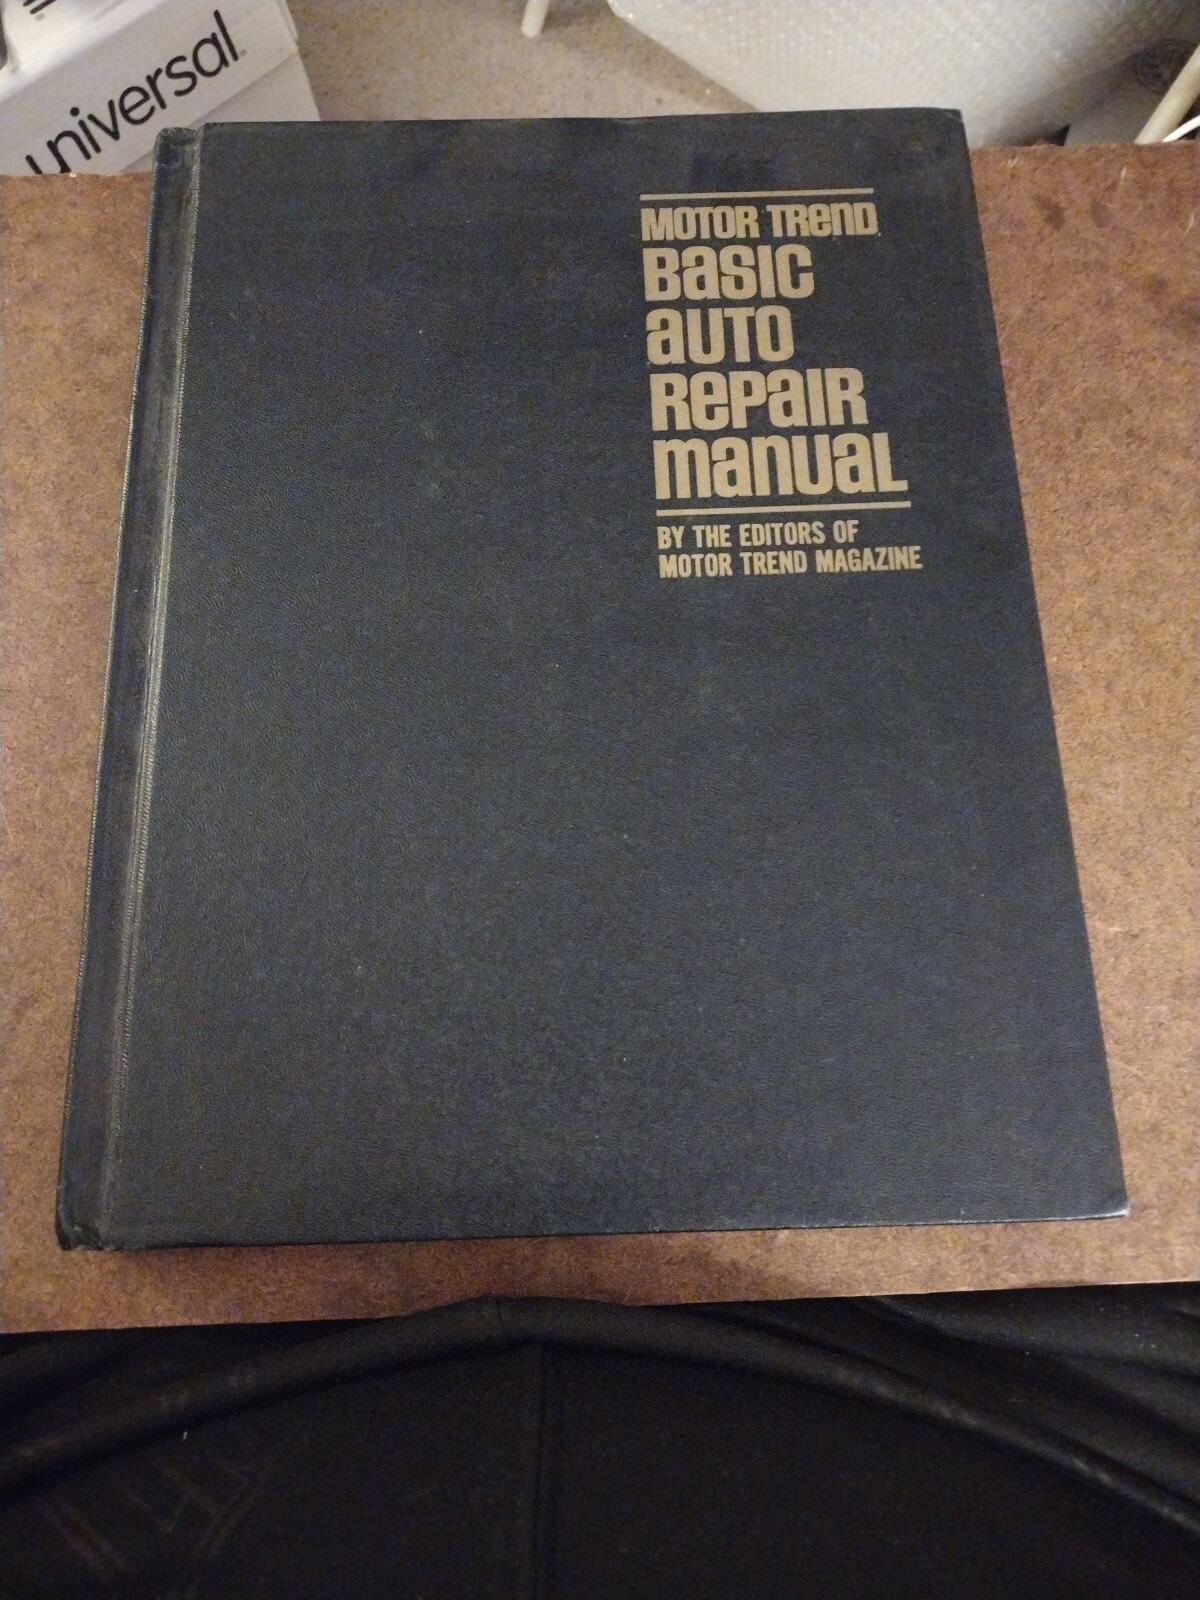 universal
MOTOR TREND
Basic
auto
Repair
manual
BY THE EDITORS OF
MOTOR TREND MAGAZINE